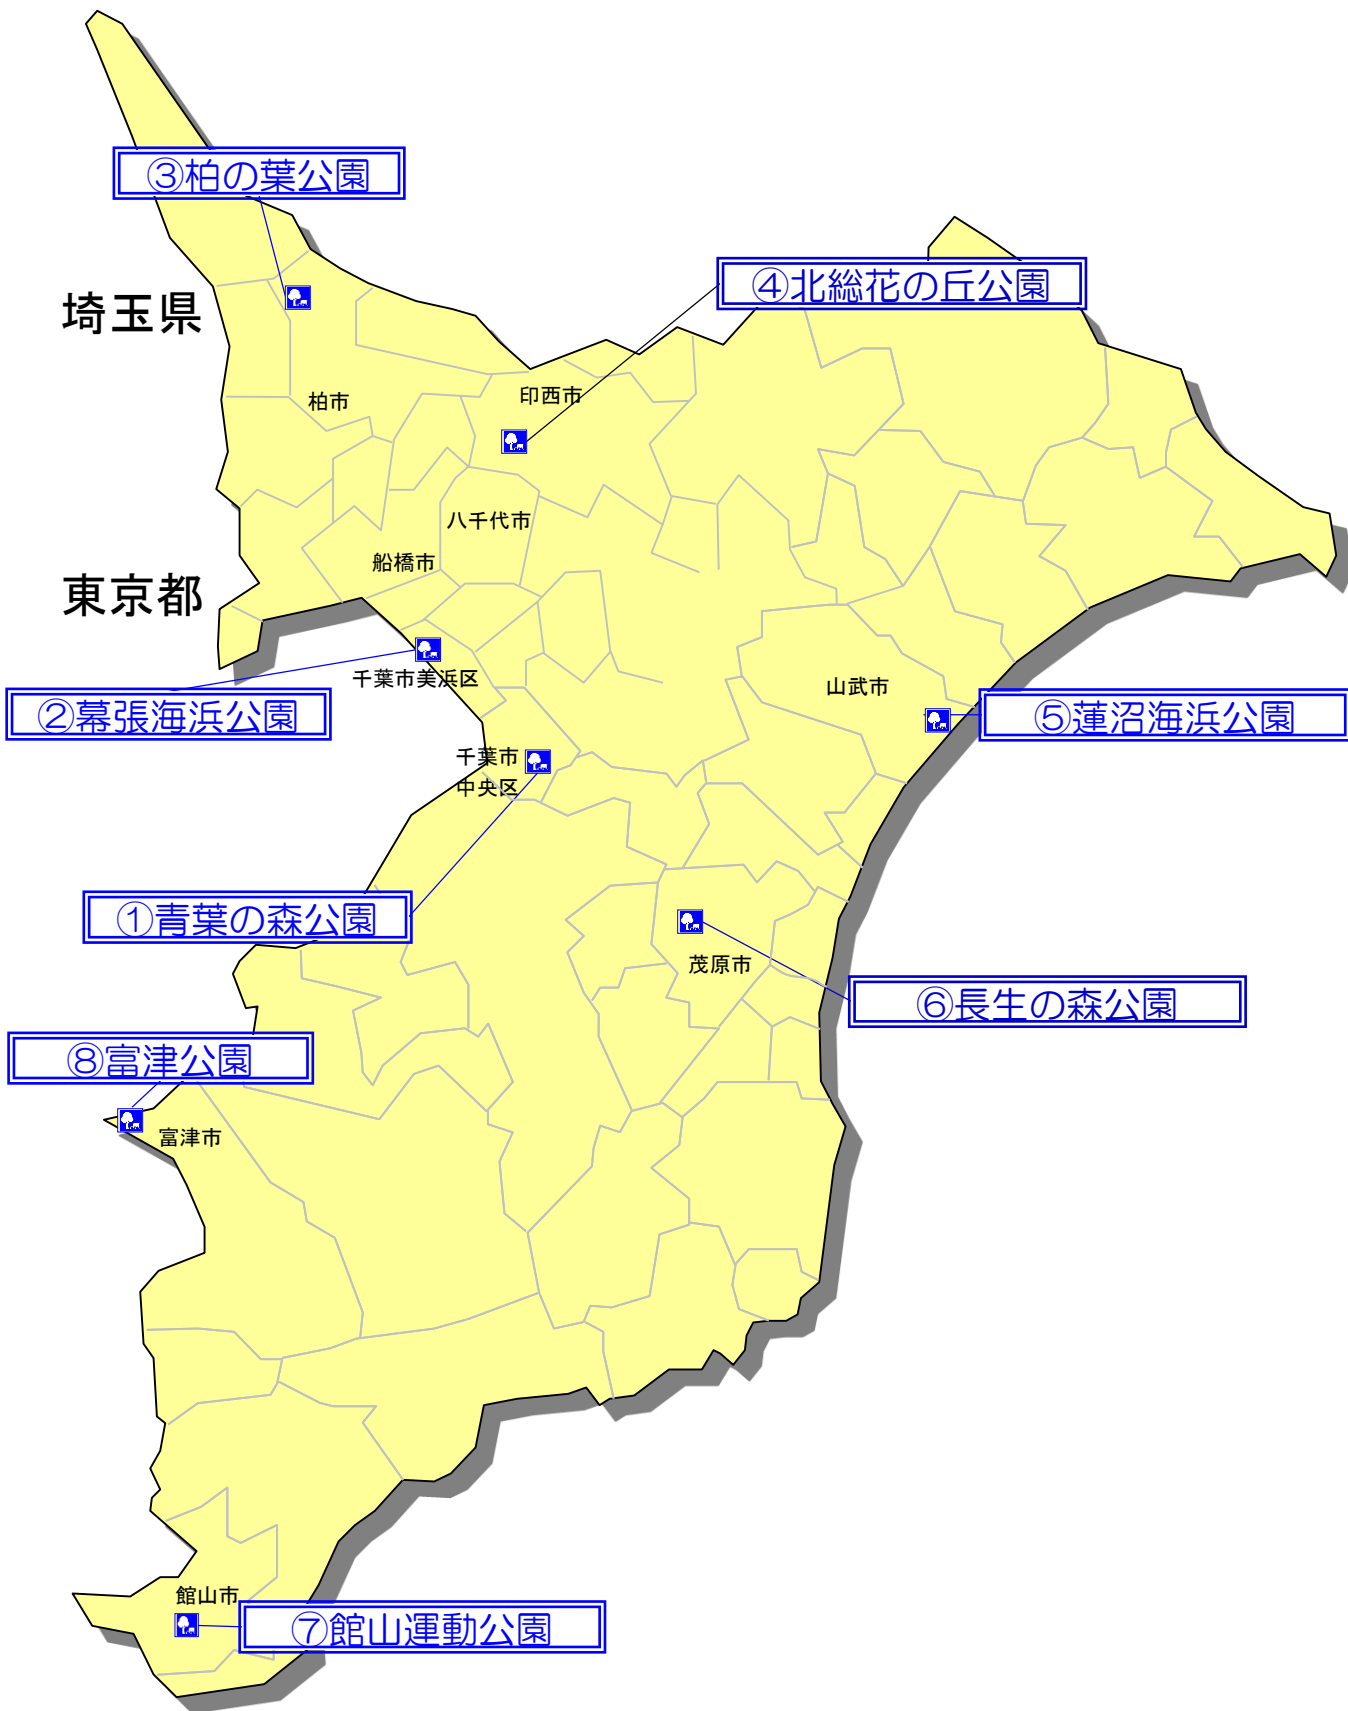 ③柏の葉公園
④北総花の丘公園
埼玉県
柏市
印西市
八千代市
船橋市
東京都
千葉市美浜区
山武市
②幕張海浜公園
⑤蓮沼海浜公園
千葉市
中央区
①青葉の森公園
茂原市
⑥長生の森公園
⑧富津公園
富津市
館山市
⑦館山運動公園